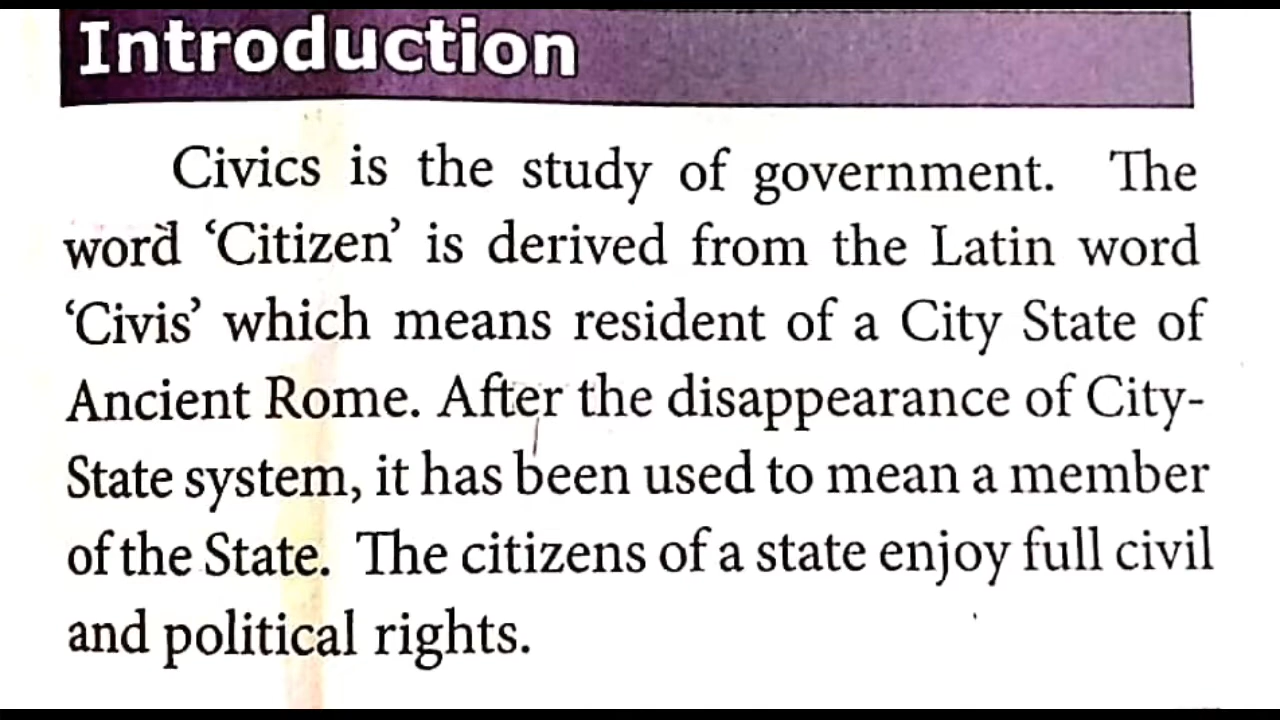 Introduction
Civics is the study of government. The
word ‘Citizen’ is derived from the Latin word
‘Civis’ which means resident of a City State of
Ancient Rome. After the disappearance of City-
State system, it has been used to mean a member
of the State. The citizens of a state enjoy full civil
and political rights.